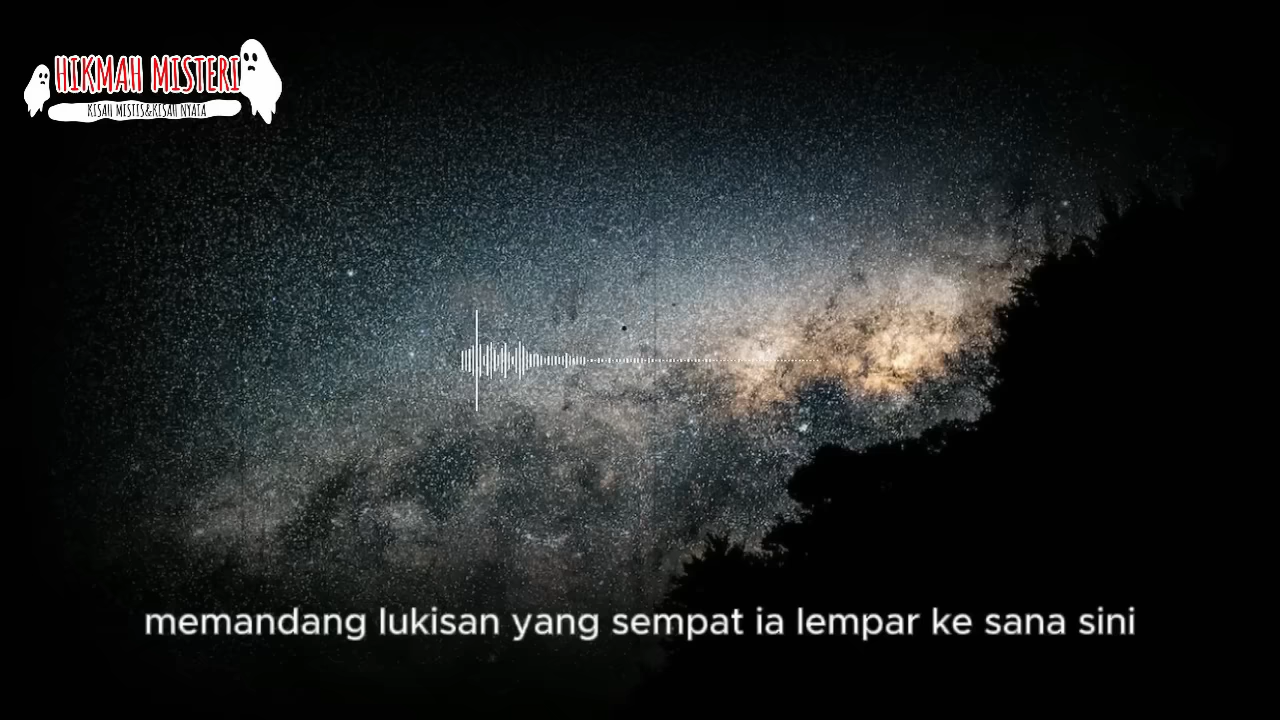 HIKMAH MISTERI
KISAH MISTIS&KISAH NYATA
memandang lukisan yang sempat ia lempar ke sana sini